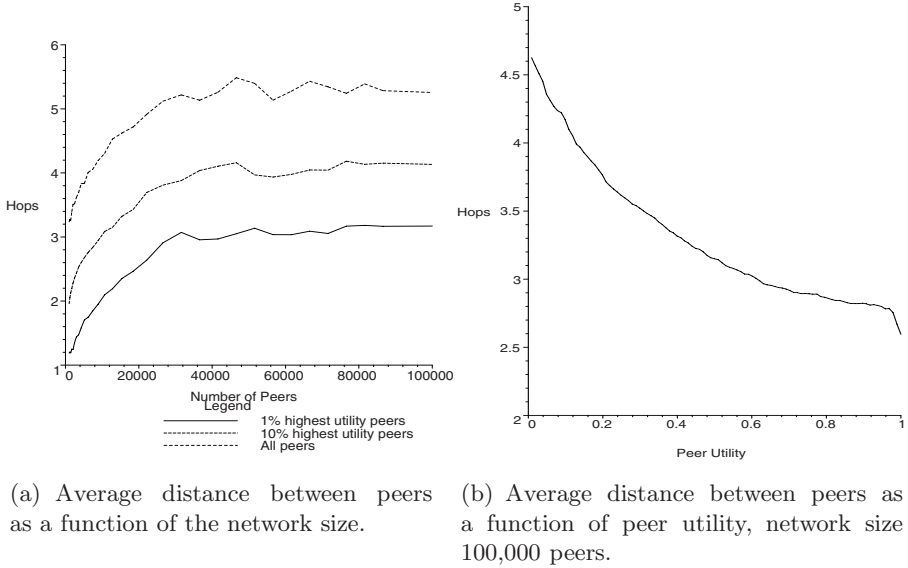 6
5
4
Hops
3
2
1
0 20000 40000 60000 80000 100000
Number of Peers
Legend
1% highest utility peers
10% highest utility peers
All peers
(a) Average distance between peers
as a function of the network size.
5
4.5
4
3.5
Hops
3
2.5
2
0 0.2 0.4 0.6 0.8 1
Peer Utility
(b) Average distance between peers as
a function of peer utility, network size
100,000 peers.